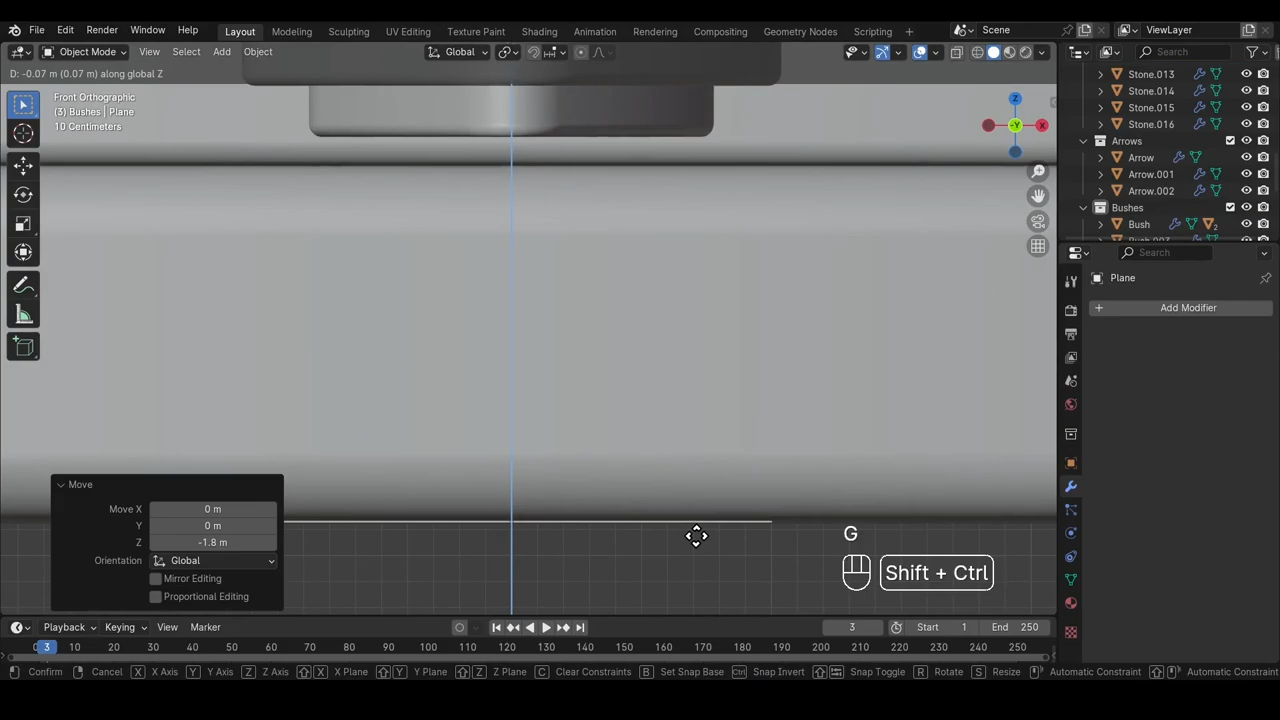 File Edit Render Window Help Layout Modeling Sculpting UV Editing Texture Paint Shading Animation Rendering Compositing Geometry Nodes Scripting + Scene ViewLayer
Object Mode View Select Add Object Global Search
D: -0.07 m (0.07 m) along global Z
Front Orthographic
(3) Bushes | Plane
10 Centimeters
Z
-Y
X
Stone.013
Stone.014
Stone.015
Stone.016
Arrows
Arrow
Arrow.001
Arrow.002
Bushes
Bush 2
Search
Plane
+ Add Modifier
Move
Move X 0 m
Y 0 m
Z -1.8 m
Orientation Global
Mirror Editing
Proportional Editing
G
Shift + Ctrl
Playback Keying View Marker 3 Start 1 End 250
3 10 20 30 40 50 60 70 80 90 100 110 120 130 140 150 160 170 180 190 200 210 220 230 240 250
Confirm Cancel X X Axis Y Y Axis Z Z Axis X X Plane Y Y Plane Z Z Plane C Clear Constraints B Set Snap Base Ctrl Snap Invert Snap Toggle R Rotate S Resize Automatic Constraint Automatic Constraint